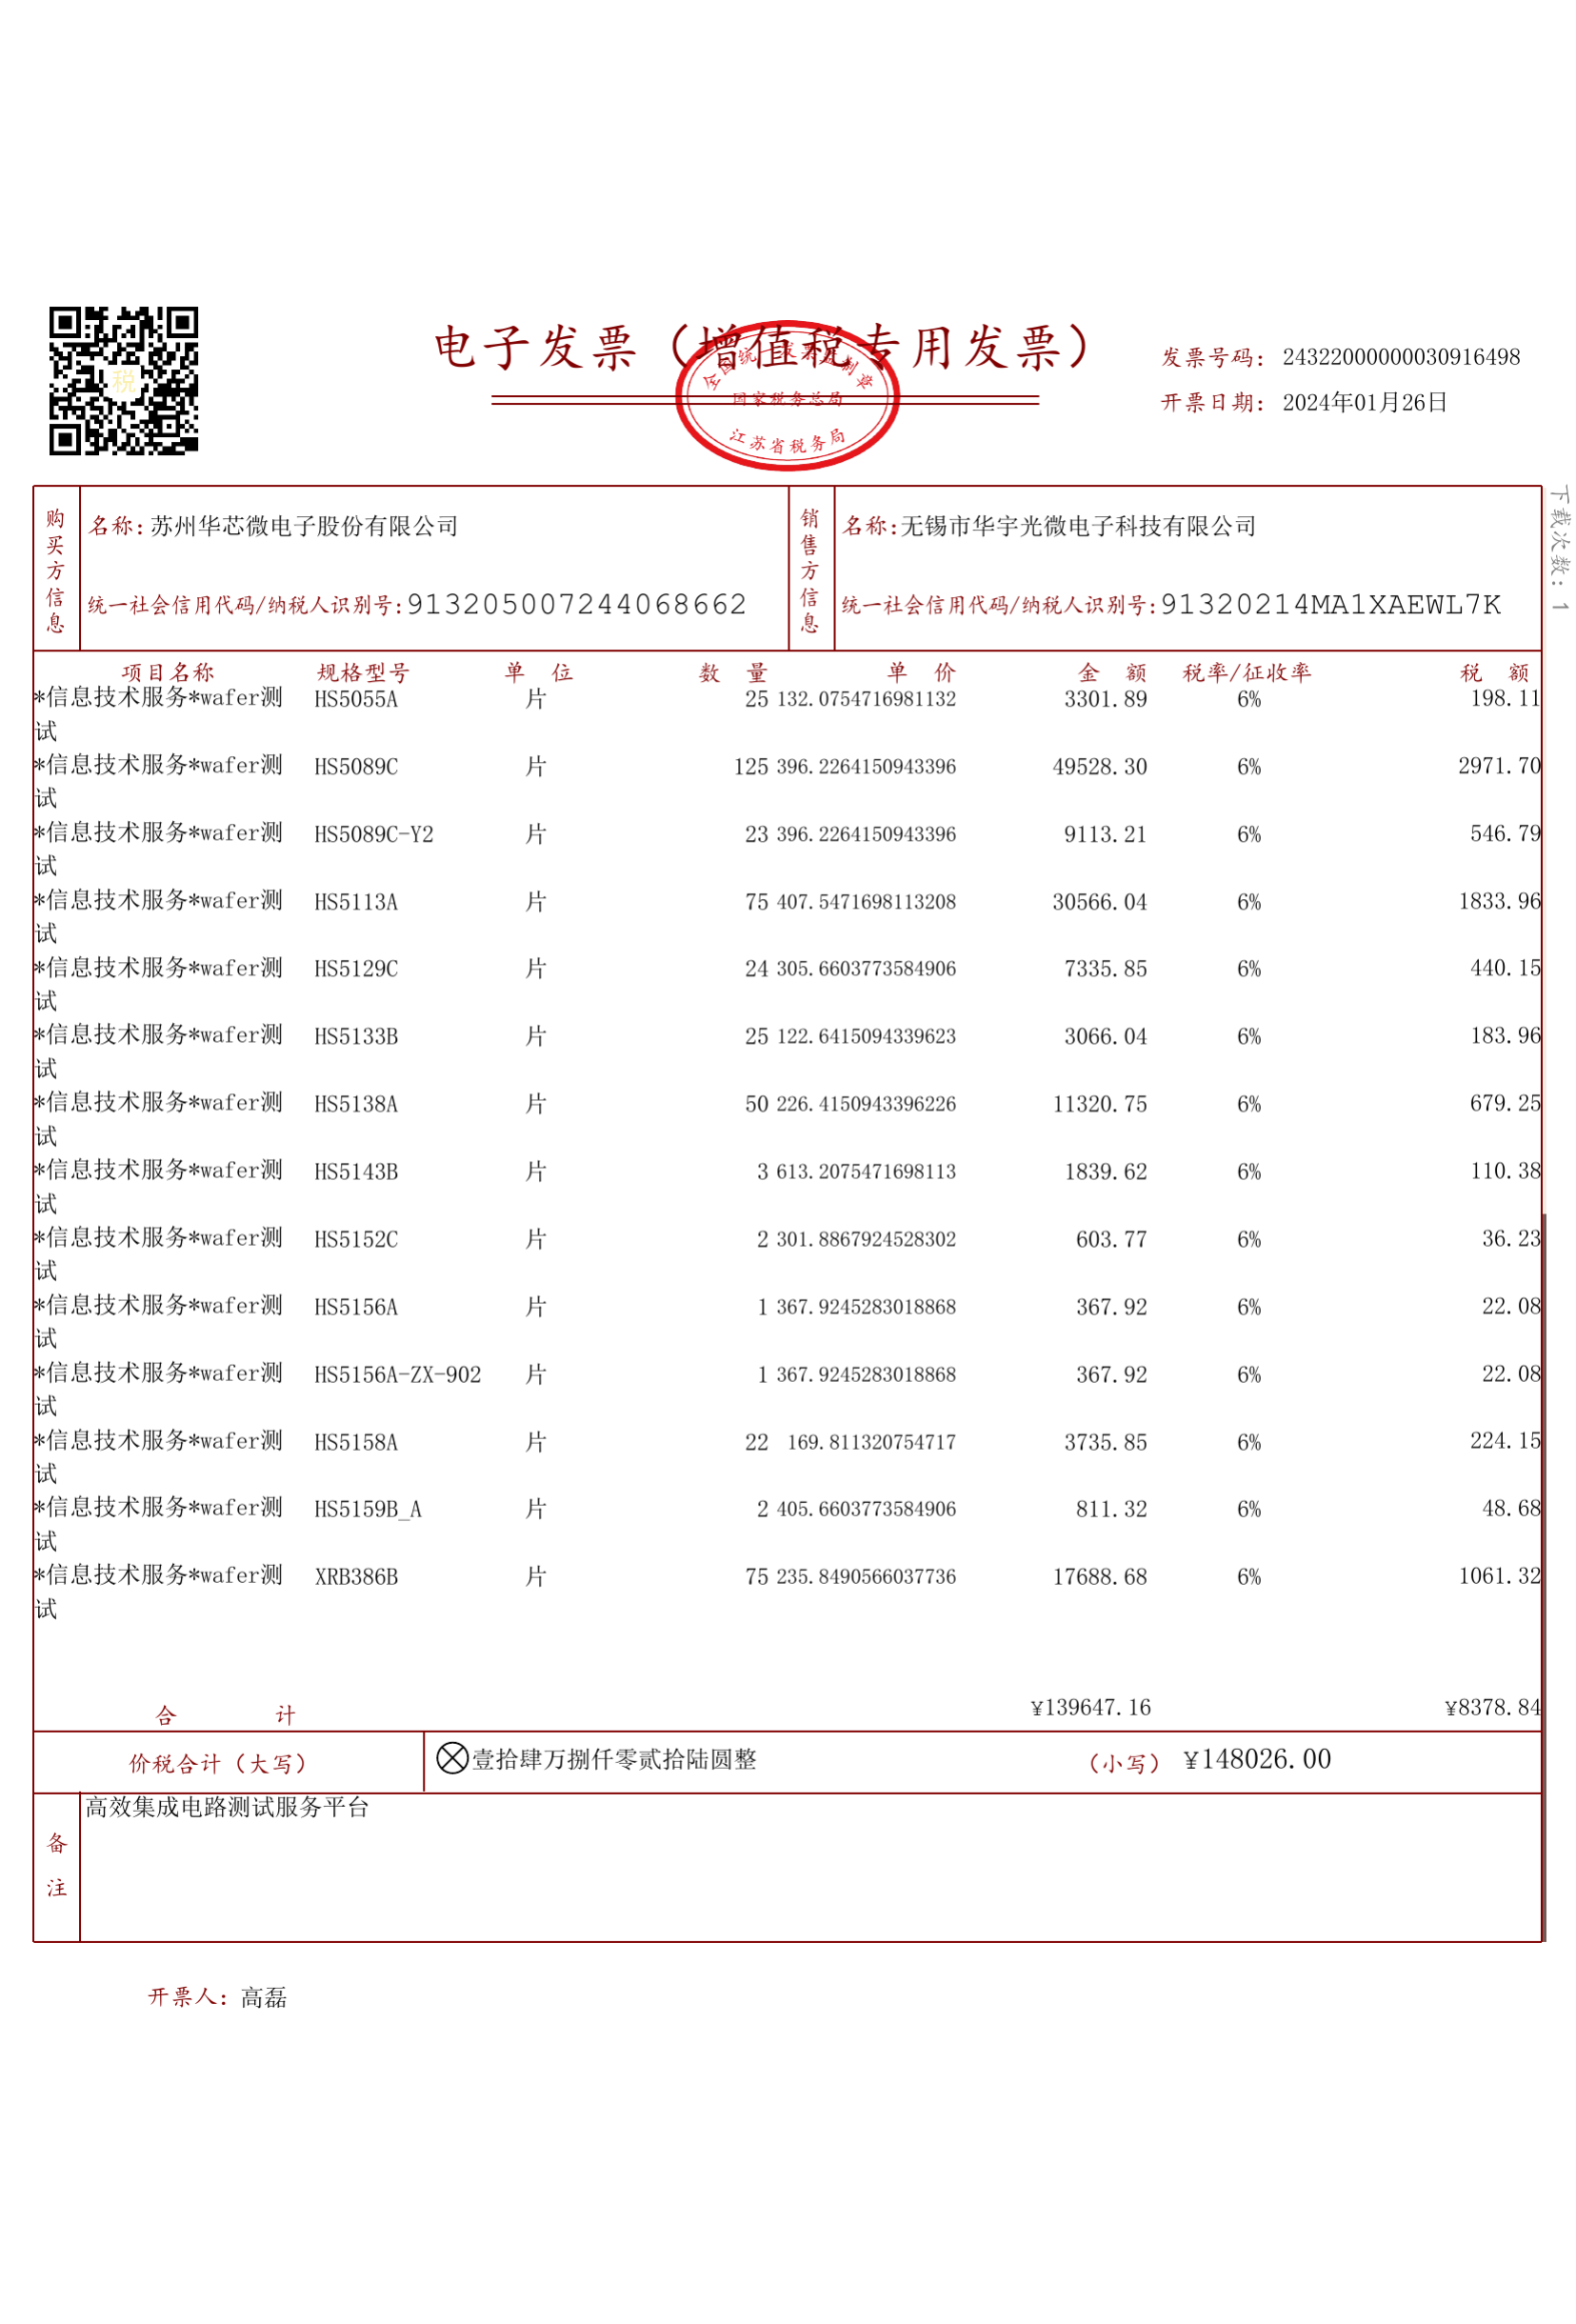 电子发票（增值税专用发票）
全国统一发票监制章
国家税务总局
江苏省税务局
税
发票号码：24322000000030916498
开票日期：2024年01月26日
下载次数：1
购买方信息
名称：苏州华芯微电子股份有限公司
统一社会信用代码/纳税人识别号：913205007244068662
销售方信息
名称：无锡市华宇光微电子科技有限公司
统一社会信用代码/纳税人识别号：91320214MA1XAEWL7K
项目名称 规格型号 单 位 数 量 单 价 金 额 税率/征收率 税 额
*信息技术服务*wafer测 HS5055A 片 25 132.0754716981132 3301.89 6% 198.11
试
*信息技术服务*wafer测 HS5089C 片 125 396.2264150943396 49528.30 6% 2971.70
试
*信息技术服务*wafer测 HS5089C-Y2 片 23 396.2264150943396 9113.21 6% 546.79
试
*信息技术服务*wafer测 HS5113A 片 75 407.5471698113208 30566.04 6% 1833.96
试
*信息技术服务*wafer测 HS5129C 片 24 305.6603773584906 7335.85 6% 440.15
试
*信息技术服务*wafer测 HS5133B 片 25 122.6415094339623 3066.04 6% 183.96
试
*信息技术服务*wafer测 HS5138A 片 50 226.4150943396226 11320.75 6% 679.25
试
*信息技术服务*wafer测 HS5143B 片 3 613.2075471698113 1839.62 6% 110.38
试
*信息技术服务*wafer测 HS5152C 片 2 301.8867924528302 603.77 6% 36.23
试
*信息技术服务*wafer测 HS5156A 片 1 367.9245283018868 367.92 6% 22.08
试
*信息技术服务*wafer测 HS5156A-ZX-902 片 1 367.9245283018868 367.92 6% 22.08
试
*信息技术服务*wafer测 HS5158A 片 22 169.811320754717 3735.85 6% 224.15
试
*信息技术服务*wafer测 HS5159B_A 片 2 405.6603773584906 811.32 6% 48.68
试
*信息技术服务*wafer测 XRB386B 片 75 235.8490566037736 17688.68 6% 1061.32
试
合 计 ¥139647.16 ¥8378.84
价税合计（大写） 壹拾肆万捌仟零贰拾陆圆整 （小写） ¥148026.00
备注
高效集成电路测试服务平台
开票人：高磊